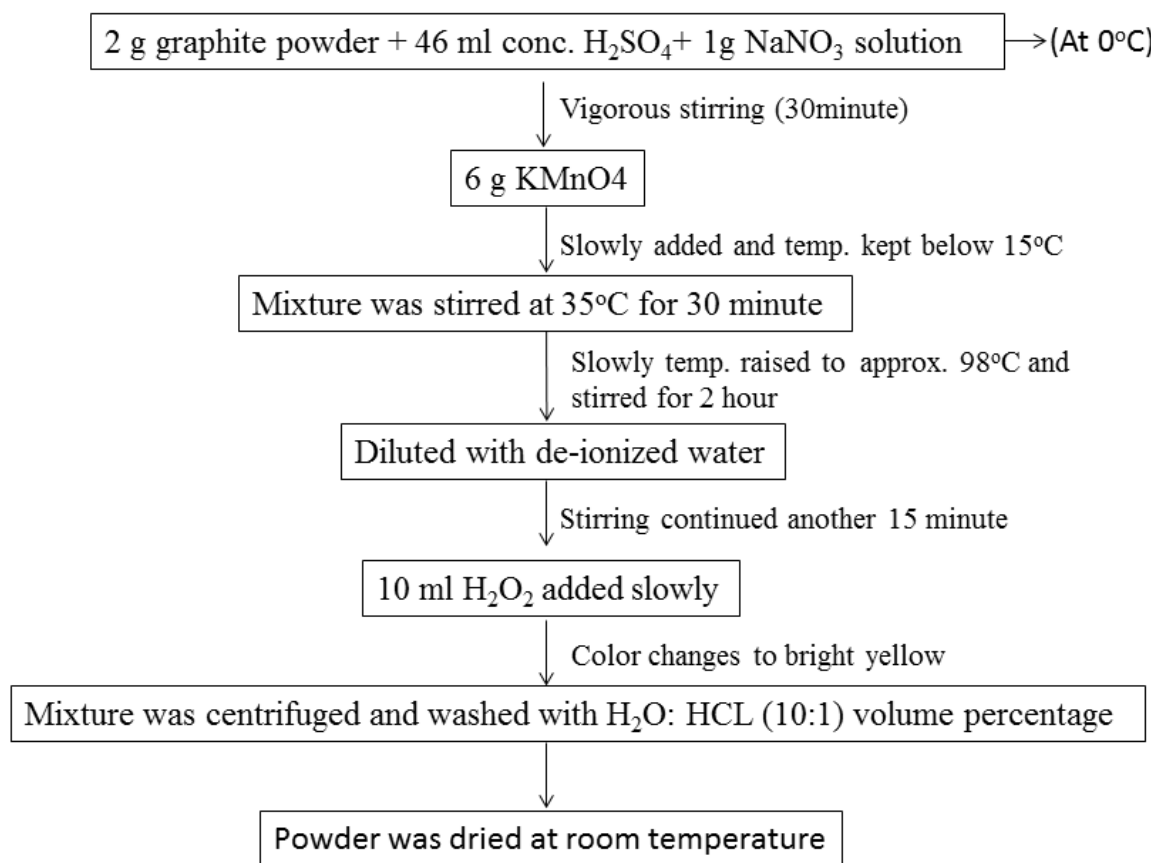 2 g graphite powder + 46 ml conc. H₂SO₄+ 1g NaNO₃ solution
(At 0°C)
Vigorous stirring (30minute)
6 g KMnO4
Slowly added and temp. kept below 15°C
Mixture was stirred at 35°C for 30 minute
Slowly temp. raised to approx. 98°C and
stirred for 2 hour
Diluted with de-ionized water
Stirring continued another 15 minute
10 ml H₂O₂ added slowly
Color changes to bright yellow
Mixture was centrifuged and washed with H₂O: HCL (10:1) volume percentage
Powder was dried at room temperature